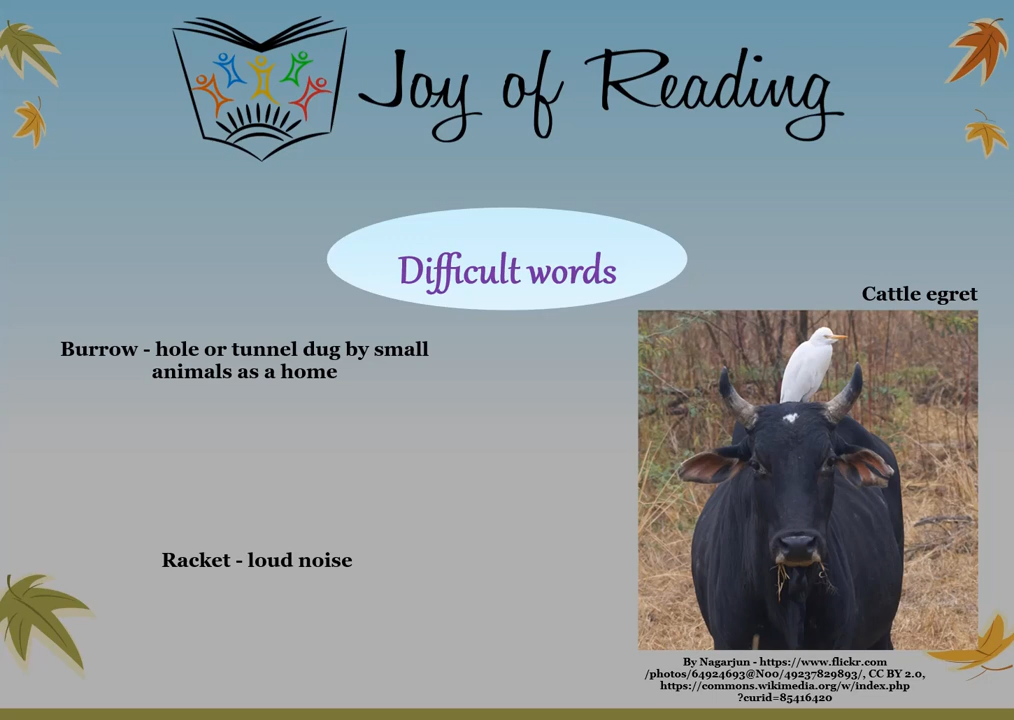 Joy of Reading
Difficult words
Cattle egret
Burrow - hole or tunnel dug by small
animals as a home
Racket - loud noise
By Nagarjun - https://www.flickr.com
/photos/64924693@N00/49237829893/, CC BY 2.0,
https://commons.wikimedia.org/w/index.php
?curid=85416420